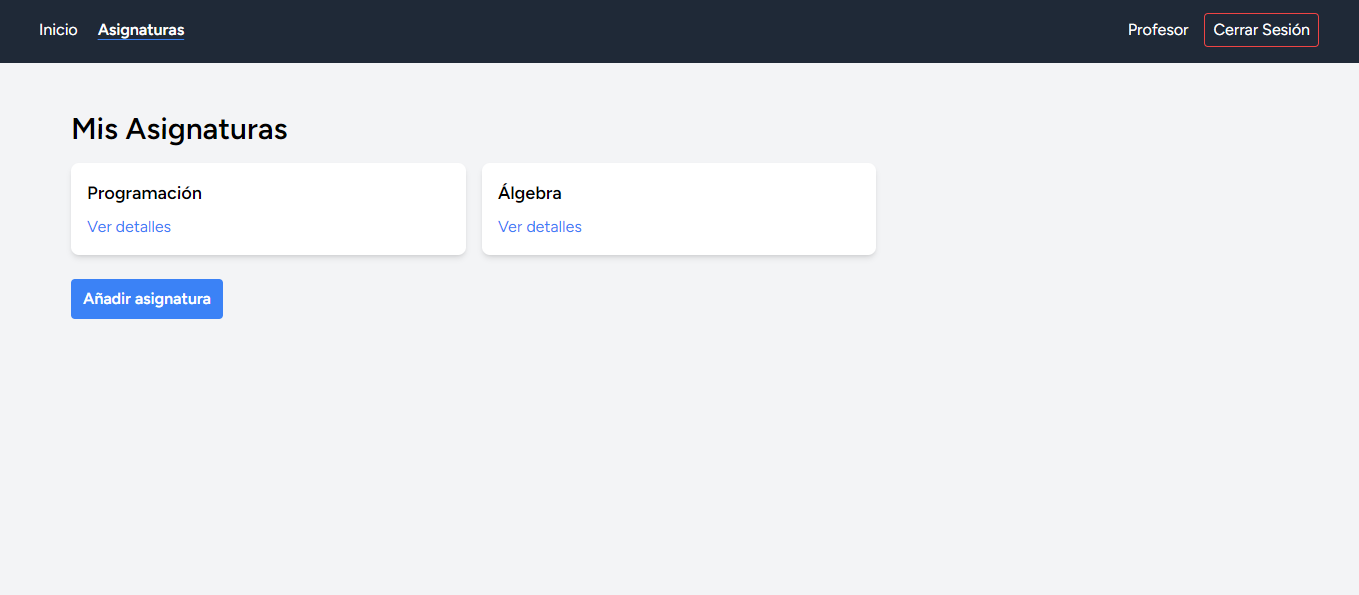 Inicio Asignaturas Profesor Cerrar Sesión
Mis Asignaturas
Programación
Ver detalles
Álgebra
Ver detalles
Añadir asignatura